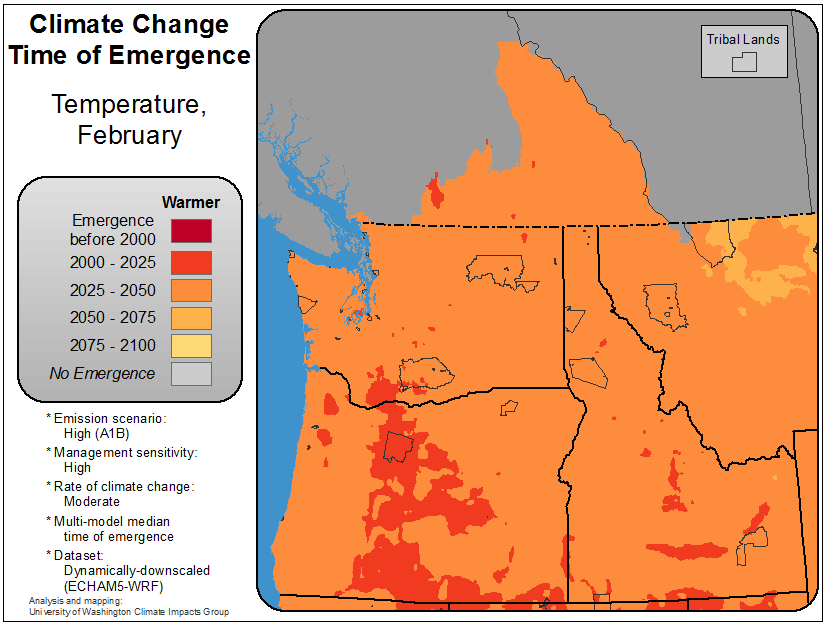 Climate Change
Time of Emergence
Temperature,
February
Warmer
Emergence
before 2000
2000 - 2025
2025 - 2050
2050 - 2075
2075 - 2100
No Emergence
* Emission scenario:
High (A1B)
* Management sensitivity:
High
* Rate of climate change:
Moderate
* Multi-model median
time of emergence
* Dataset:
Dynamically-downscaled
(ECHAM5-WRF)
Analysis and mapping:
University of Washington Climate Impacts Group
Tribal Lands